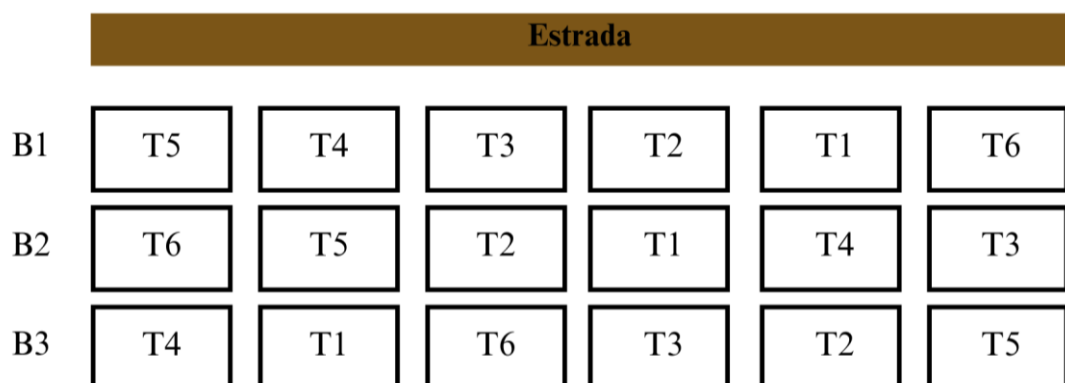 Estrada
B1 T5 T4 T3 T2 T1 T6
B2 T6 T5 T2 T1 T4 T3
B3 T4 T1 T6 T3 T2 T5